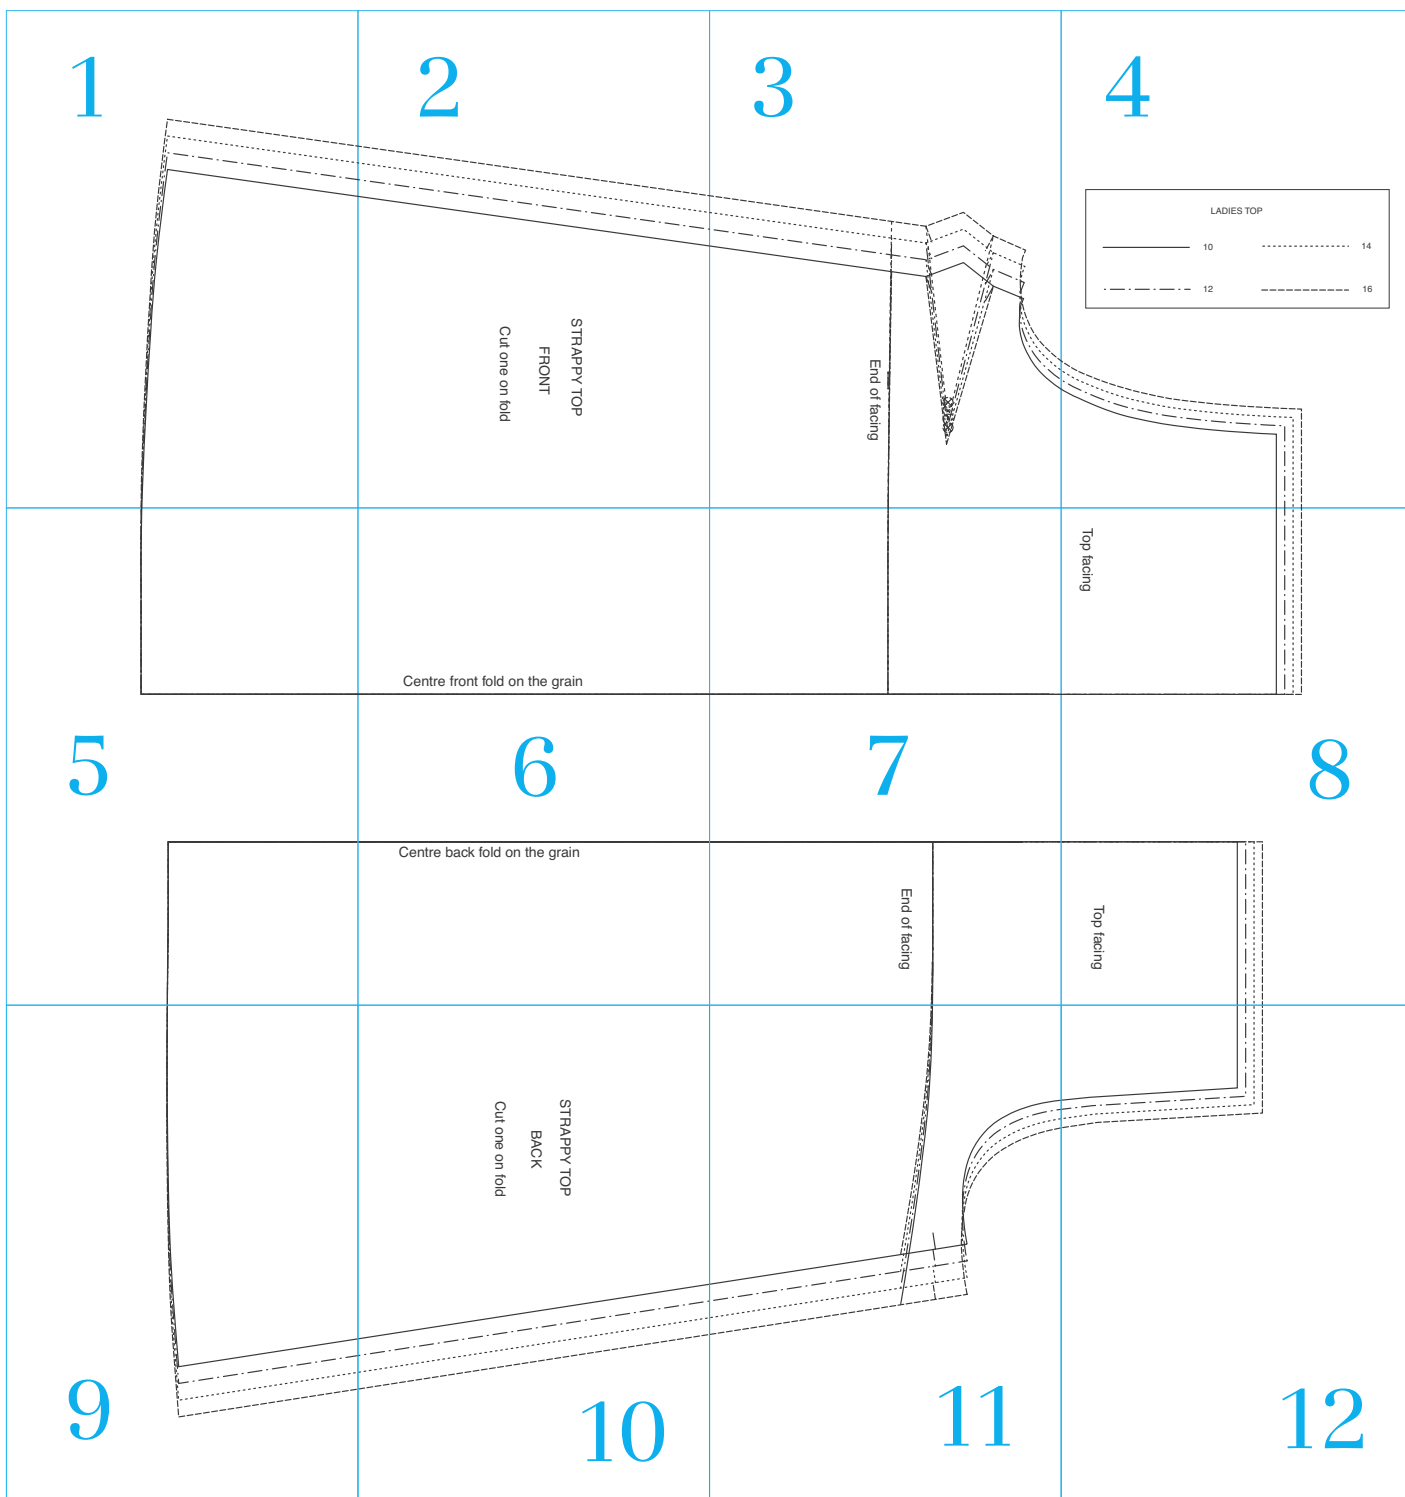 1
2
3
4
LADIES TOP
10
14
12
16
STRAPPY TOP
FRONT
Cut one on fold
End of facing
Top facing
Centre front fold on the grain
5
6
7
8
Centre back fold on the grain
End of facing
Top facing
STRAPPY TOP
BACK
Cut one on fold
9
10
11
12